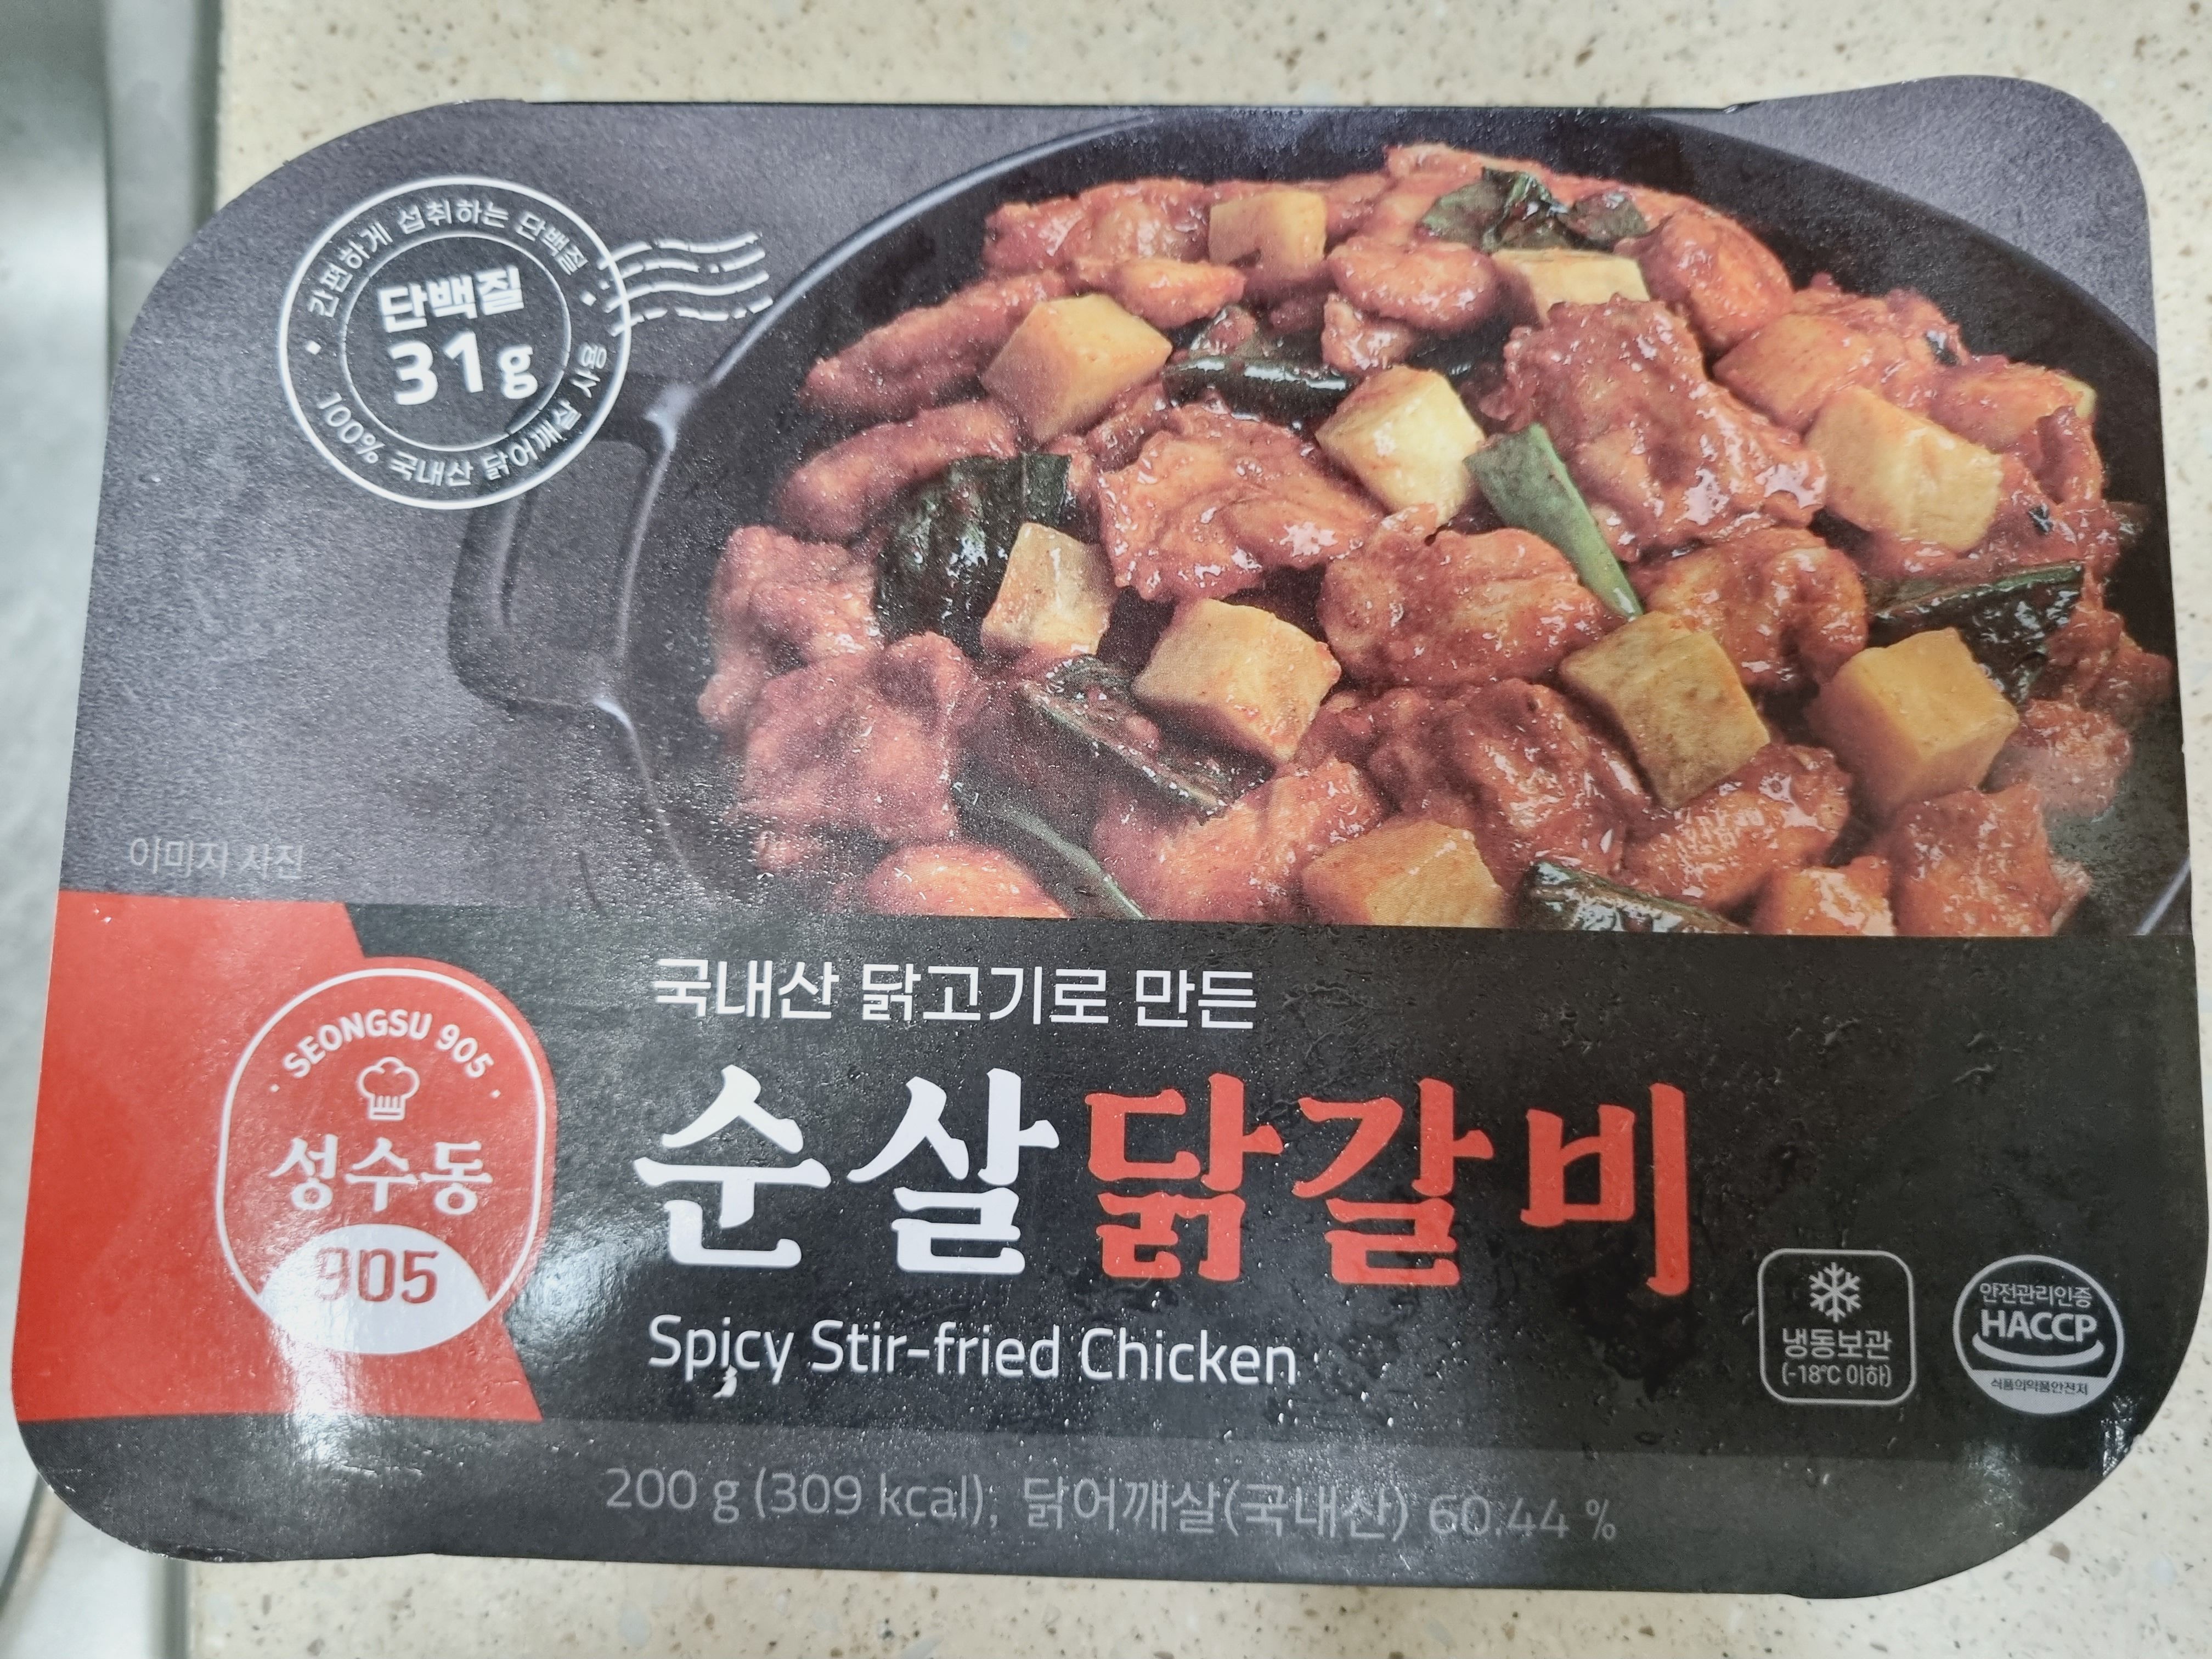 간편하게 섭취하는 단백질
단백질
31g
100% 국내산 닭어깨살 사용
이미지 사진
국내산 닭고기로 만든
순살닭갈비
Spicy Stir-fried Chicken
SEONGSU 905
성수동
905
냉동보관
(-18℃ 이하)
안전관리인증
HACCP
식품의약품안전처
200 g (309 kcal), 닭어깨살(국내산) 60.44 %